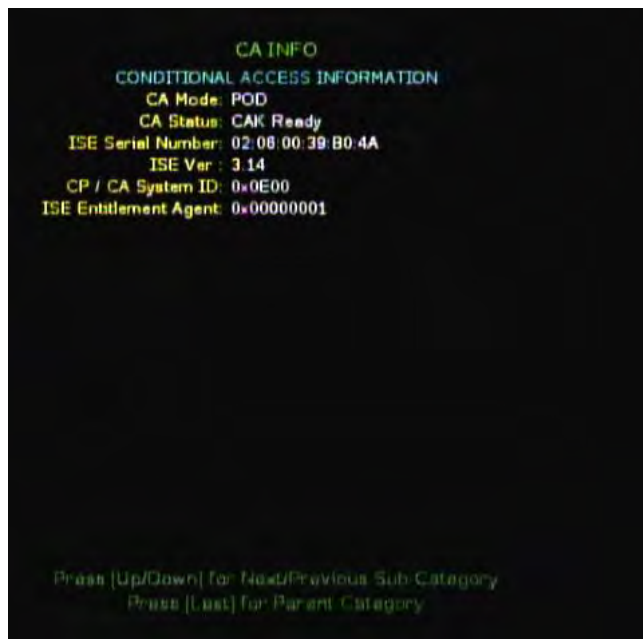 CA INFO
CONDITIONAL ACCESS INFORMATION
CA Mode: POD
CA Status: CAK Ready
ISE Serial Number: 02:06:00:39:B0:4A
ISE Ver : 3.14
CP / CA System ID: 0x0E00
ISE Entitlement Agent: 0x00000001
Press [Up/Down] for Next/Previous Sub Category
Press [Last] for Parent Category